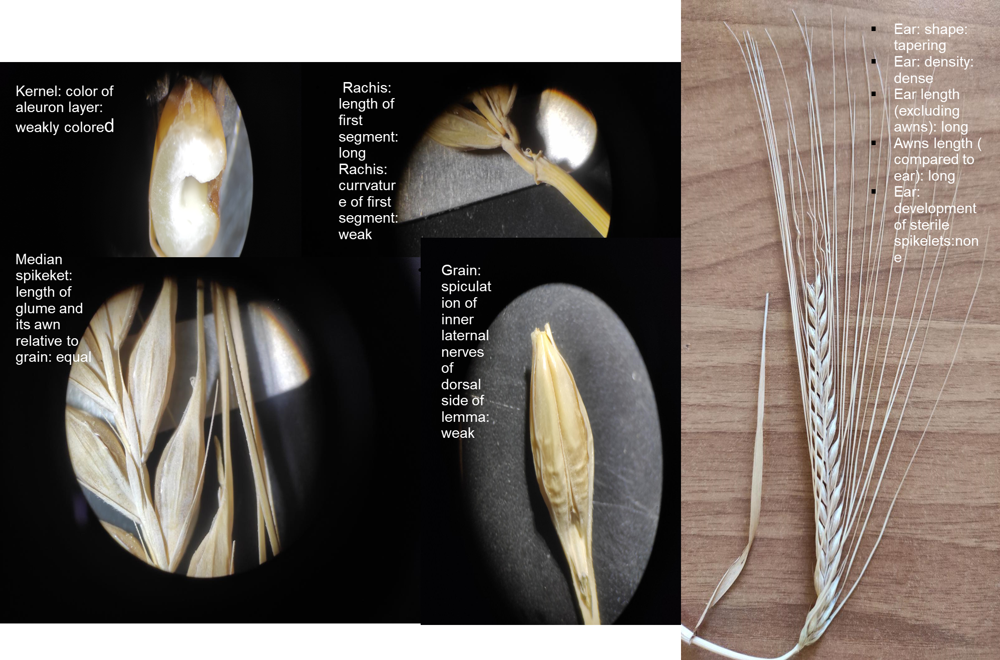 Kernel: color of
aleuron layer:
weakly colored
Rachis:
length of
first
segment:
long
Rachis:
currvatur
e of first
segment:
weak
Median
spikeket:
length of
glume and
its awn
relative to
grain: equal
Grain:
spiculat
ion of
inner
laternal
nerves
of
dorsal
side of
lemma:
weak
▪ Ear: shape:
tapering
▪ Ear: density:
dense
▪ Ear length
(excluding
awns): long
▪ Awns length (
compared to
ear): long
▪ Ear:
development
of sterile
spikelets:non
e